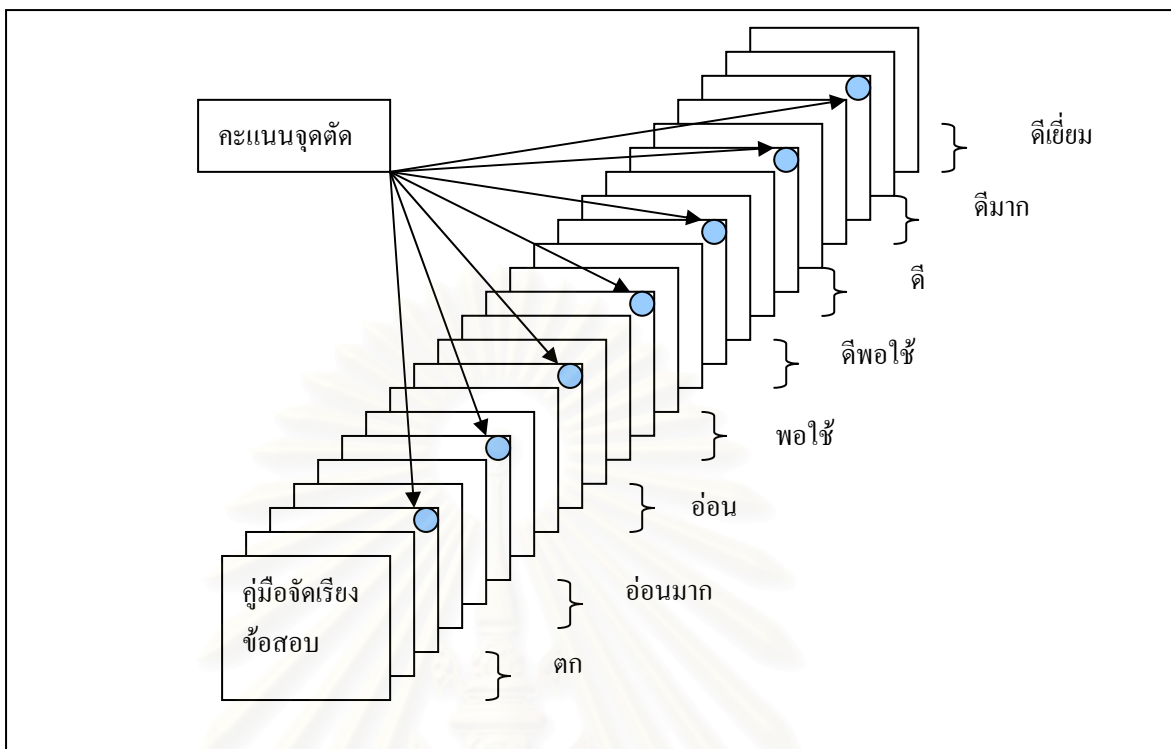 คะแนนจุดตัด
ดีเยี่ยม
ดีมาก
ดี
ดีพอใช้
พอใช้
อ่อน
อ่อนมาก
ตก
คู่มือจัดเรียง
ข้อสอบ